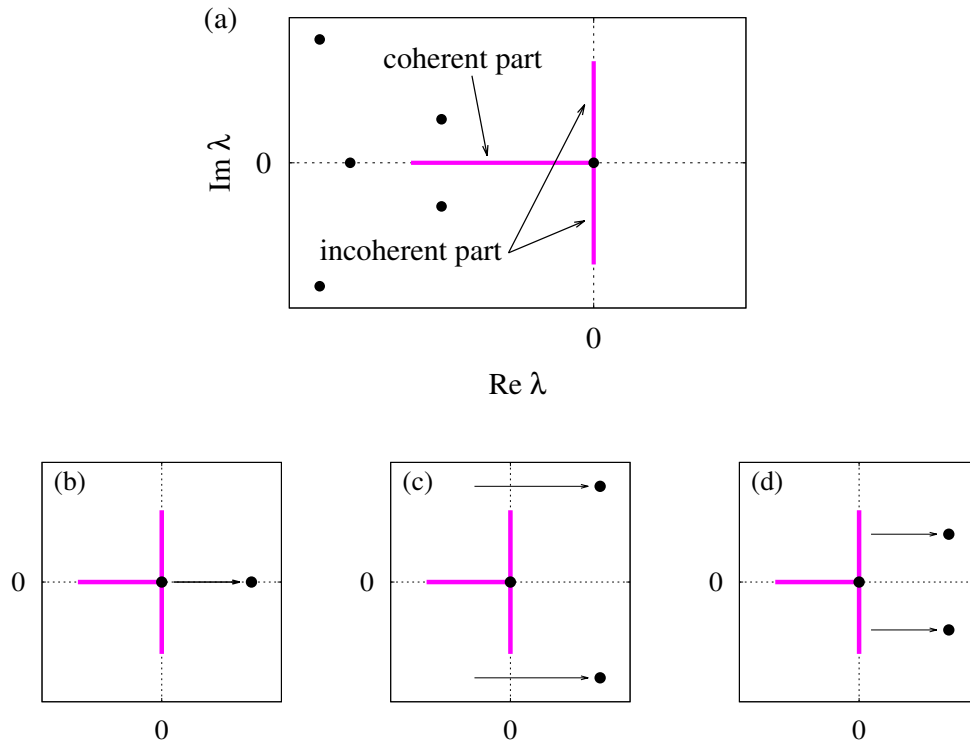 (a)
coherent part
Im λ
0
incoherent part
0
Re λ
(b)
(c)
(d)
0
0
0
0
0
0